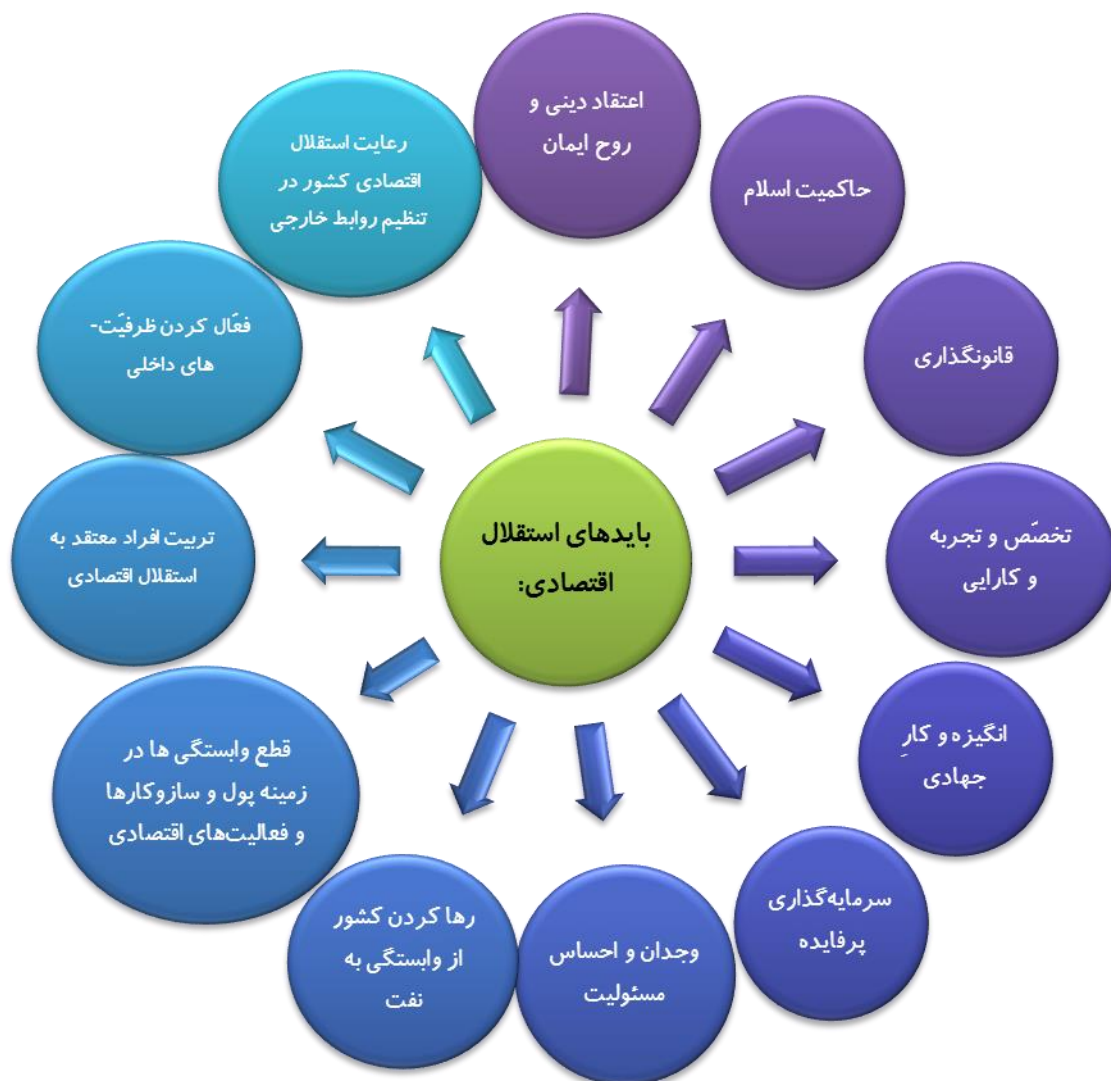 بایدهای استقلال
اقتصادی:
اعتقاد دینی و
روح ایمان
حاکمیت اسلام
قانونگذاری
تخصّص و تجربه
و کارایی
انگیزه و کارِ
جهادی
سرمایه‌گذاری
پرفایده
وجدان و احساس
مسئولیت
رها کردن کشور
از وابستگی به
نفت
قطع وابستگی ها در
زمینه پول و سازوکارها
و فعالیت‌های اقتصادی
تربیت افراد معتقد به
استقلال اقتصادی
فعّال کردن ظرفیّت-
های داخلی
رعایت استقلال
اقتصادی کشور در
تنظیم روابط خارجی